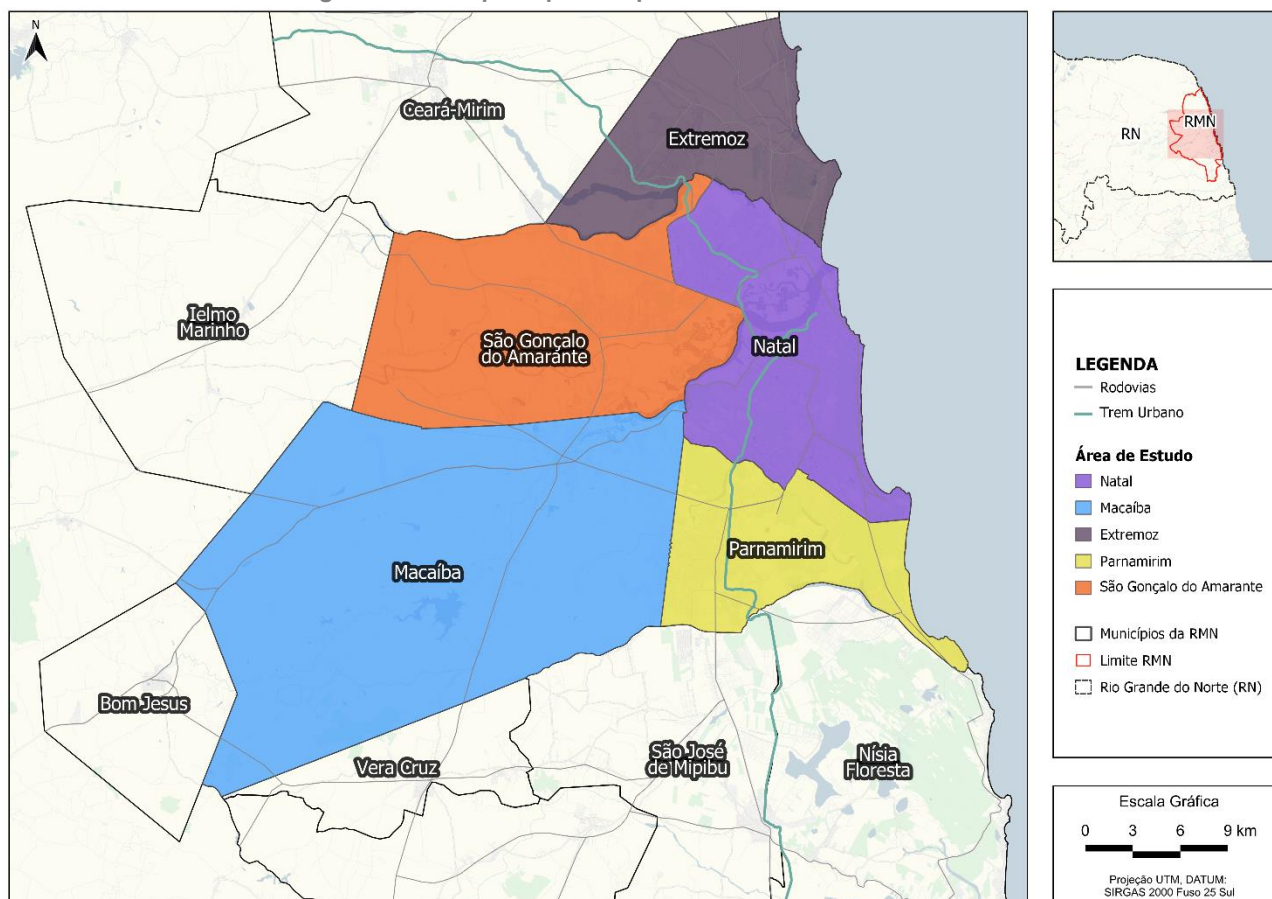 N
Ceará-Mirim
Extremoz
Ielmo
Marinho
São Gonçalo
do Amarante
Natal
Parnamirim
Macaíba
Bom Jesus
Vera Cruz
São José
de Mipibu
Nísia
Floresta
RN
RMN
LEGENDA
Rodovias
Trem Urbano
Área de Estudo
Natal
Macaíba
Extremoz
Parnamirim
São Gonçalo do Amarante
Municípios da RMN
Limite RMN
Rio Grande do Norte (RN)
Escala Gráfica
0 3 6 9 km
Projeção UTM, DATUM:
SIRGAS 2000 Fuso 25 Sul